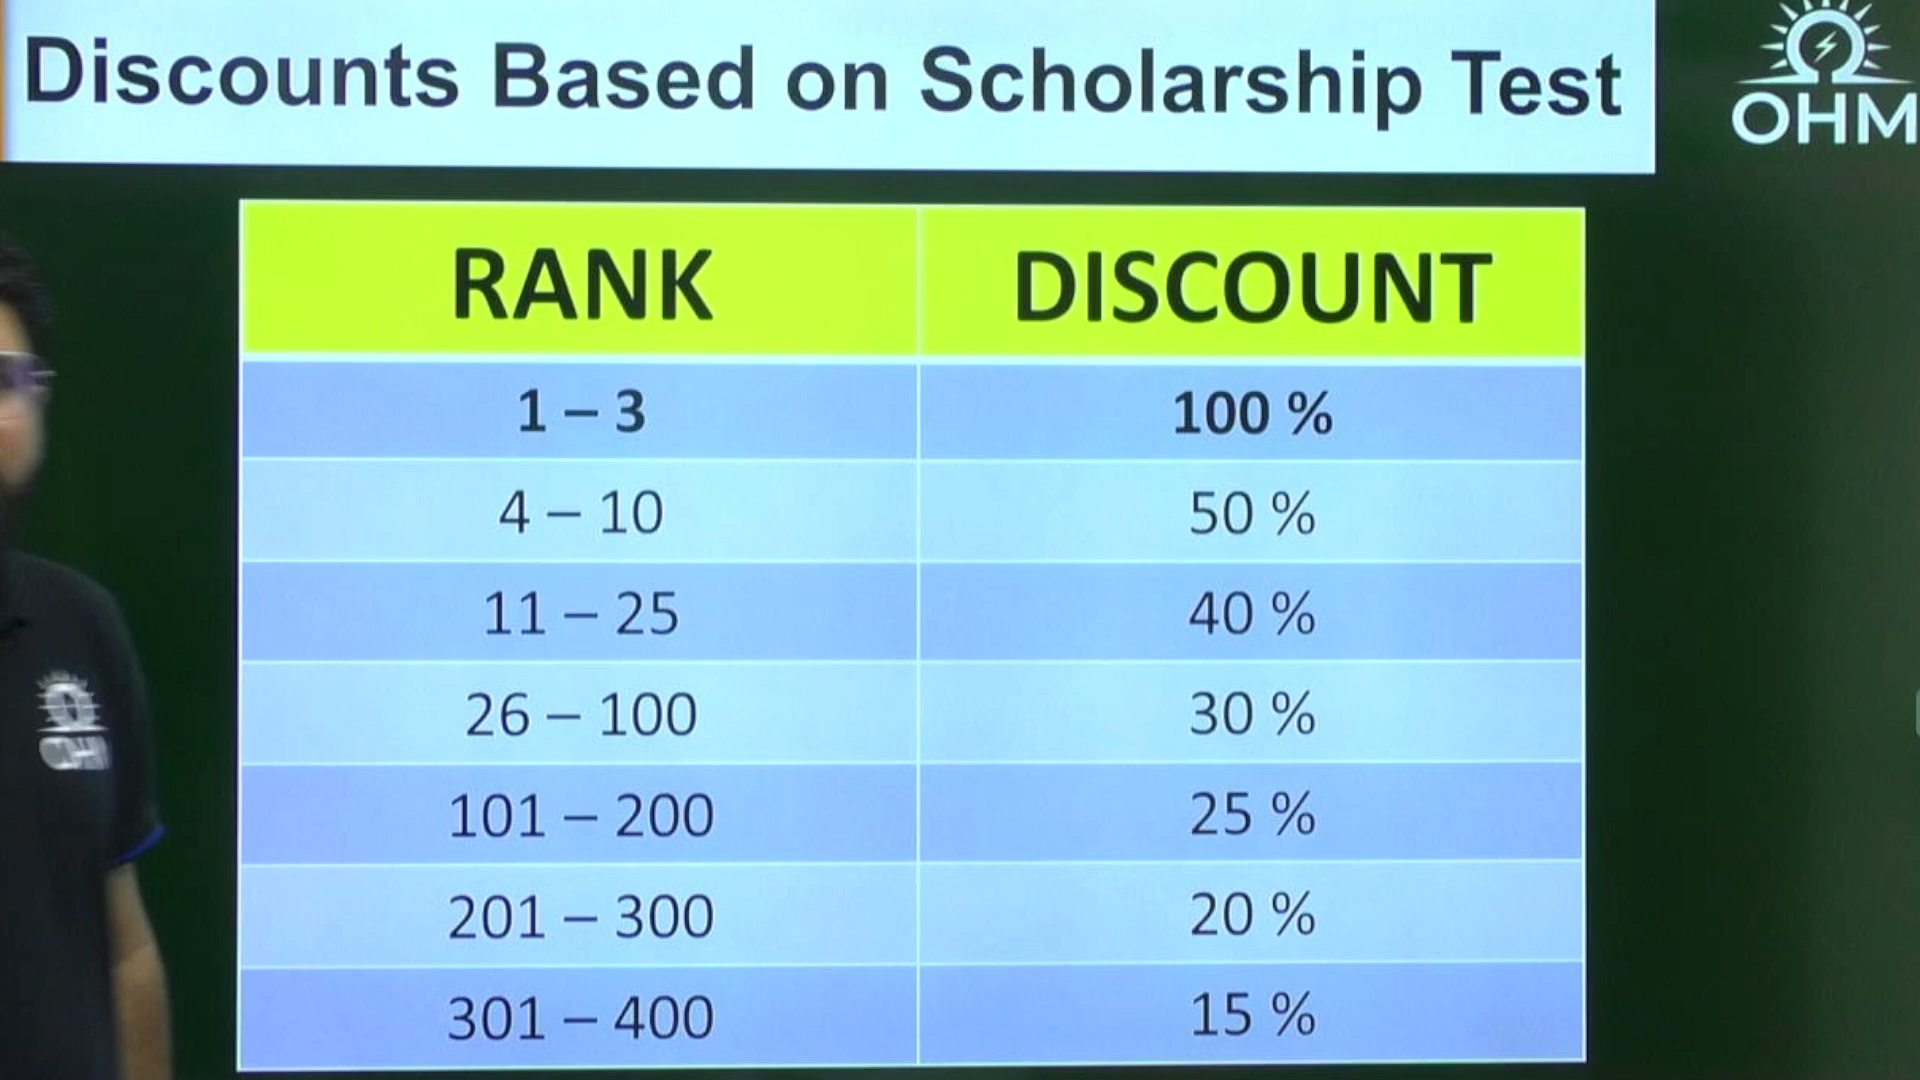 Discounts Based on Scholarship Test
OHM
RANK DISCOUNT
1 – 3 100 %
4 – 10 50 %
11 – 25 40 %
26 – 100 30 %
101 – 200 25 %
201 – 300 20 %
301 – 400 15 %
OHM